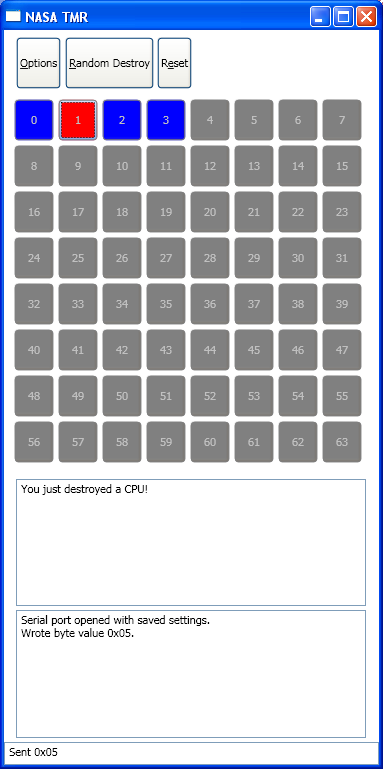 NASA TMR
Options Random Destroy Reset
0 1 2 3 4 5 6 7
8 9 10 11 12 13 14 15
16 17 18 19 20 21 22 23
24 25 26 27 28 29 30 31
32 33 34 35 36 37 38 39
40 41 42 43 44 45 46 47
48 49 50 51 52 53 54 55
56 57 58 59 60 61 62 63
You just destroyed a CPU!
Serial port opened with saved settings.
Wrote byte value 0x05.
Sent 0x05